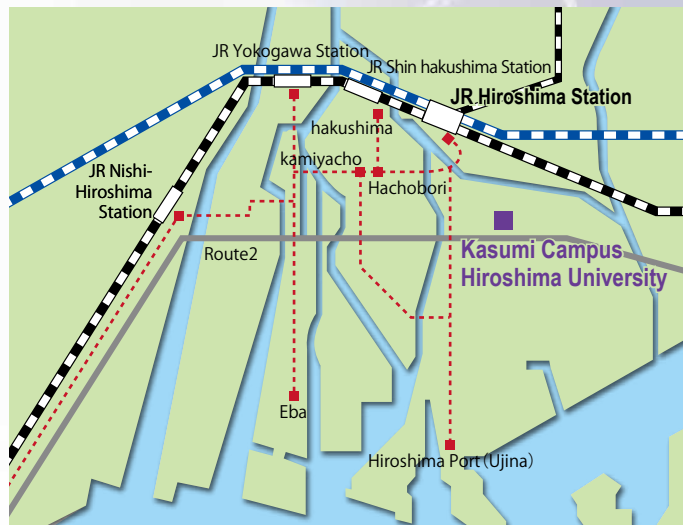 JR Yokogawa Station
JR Shin hakushima Station
JR Hiroshima Station
hakushima
kamiyacho
JR Nishi-
Hiroshima
Station
Hachobori
Route2
Kasumi Campus
Hiroshima University
Eba
Hiroshima Port (Ujina)